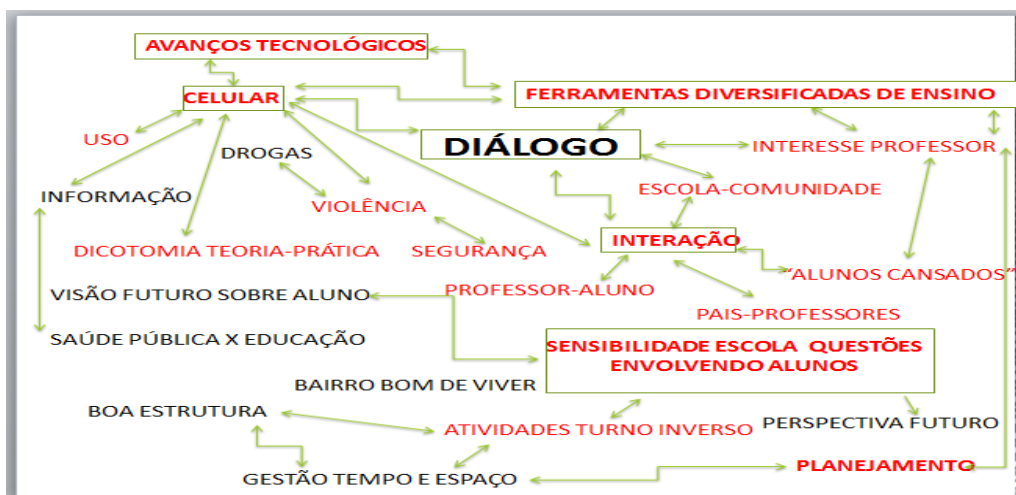 AVANÇOS TECNOLÓGICOS
CELULAR
FERRAMENTAS DIVERSIFICADAS DE ENSINO
USO
DROGAS
DIÁLOGO
INTERESSE PROFESSOR
INFORMAÇÃO
VIOLÊNCIA
ESCOLA-COMUNIDADE
DICOTOMIA TEORIA-PRÁTICA
SEGURANÇA
INTERAÇÃO
"ALUNOS CANSADOS"
VISÃO FUTURO SOBRE ALUNO
PROFESSOR-ALUNO
PAIS-PROFESSORES
SAÚDE PÚBLICA X EDUCAÇÃO
SENSIBILIDADE ESCOLA QUESTÕES
ENVOLVENDO ALUNOS
BAIRRO BOM DE VIVER
BOA ESTRUTURA
ATIVIDADES TURNO INVERSO
PERSPECTIVA FUTURO
GESTÃO TEMPO E ESPAÇO
PLANEJAMENTO